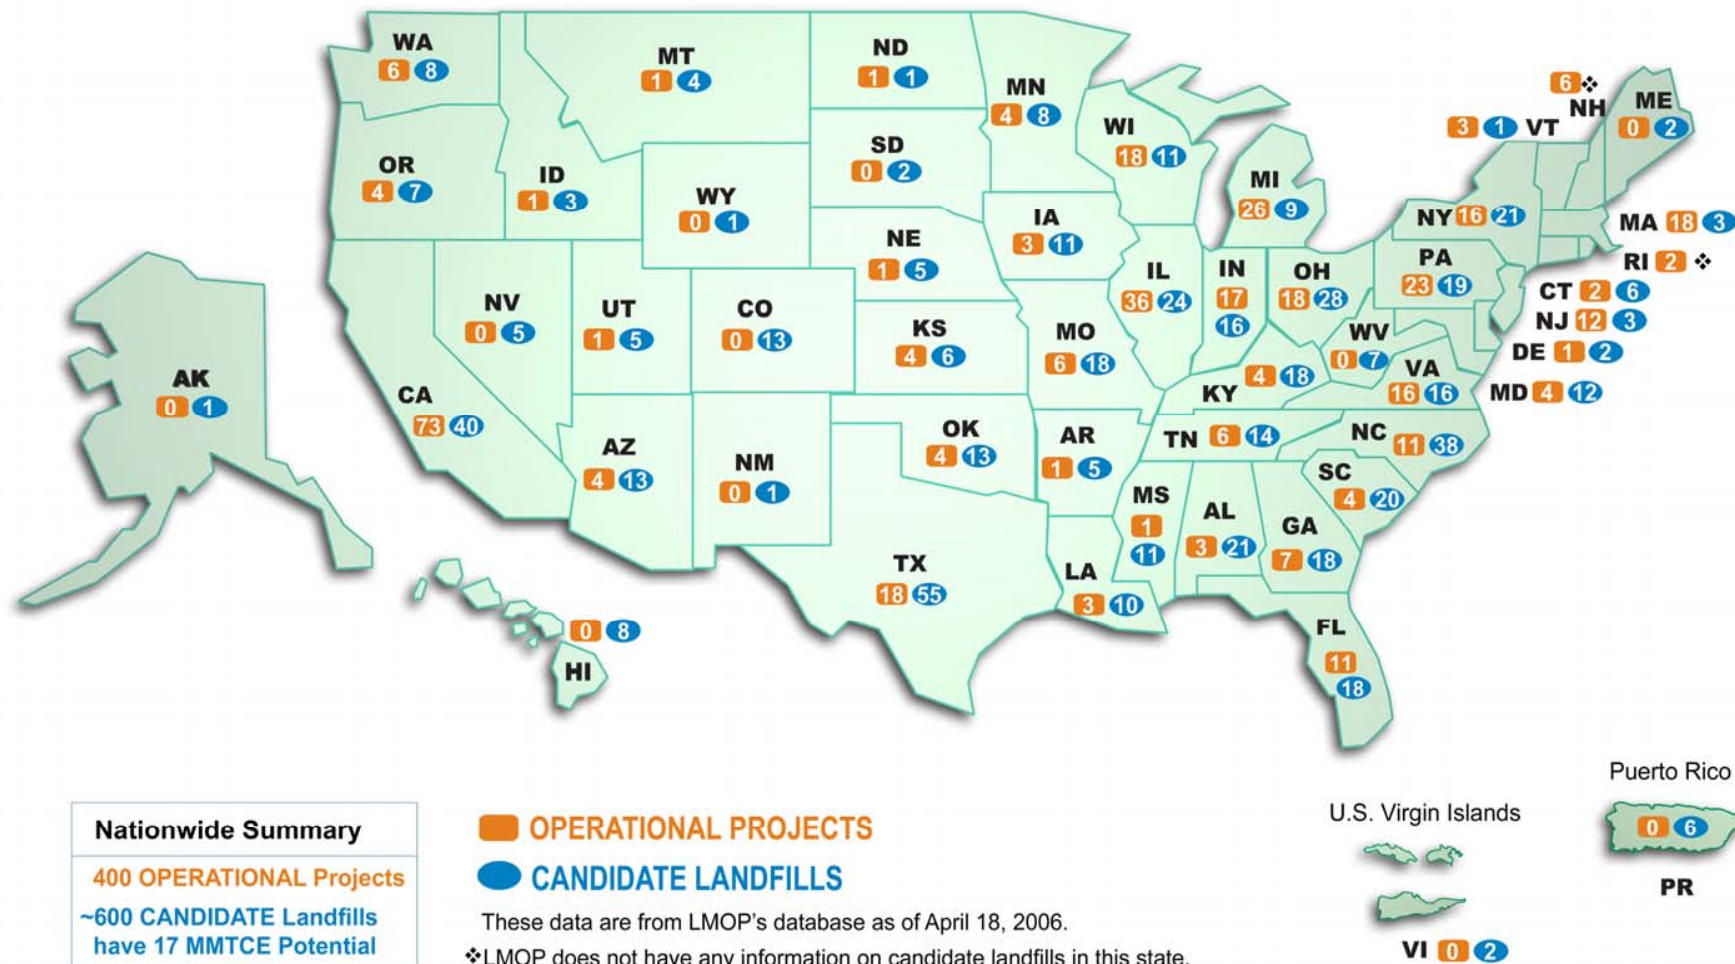 WA
6 8
MT
1 4
ND
1 1
MN
4 8
WI
18 11
MI
26 9
6❖
NH
3 1 VT
ME
0 2
OR
4 7
ID
1 3
WY
0 1
SD
0 2
NE
1 5
IA
3 11
IL
36 24
IN
17
16
OH
18 28
NY 16 21
PA
23 19
MA 18 3
RI 2 ❖
CT 2 6
NJ 12 3
DE 1 2
MD 4 12
NV
0 5
UT
1 5
CO
0 13
KS
4 6
MO
6 18
KY 4 18
WV
0 7
VA
16 16
AK
0 1
CA
73 40
AZ
4 13
NM
0 1
OK
4 13
AR
1 5
TN 6 14
NC 11 38
SC
4 20
MS
1
11
AL
3 21
GA
7 18
TX
18 55
LA
3 10
FL
11
18
0 8
HI
Nationwide Summary
400 OPERATIONAL Projects
~600 CANDIDATE Landfills
have 17 MMTCE Potential
OPERATIONAL PROJECTS
CANDIDATE LANDFILLS
These data are from LMOP's database as of April 18, 2006.
❖LMOP does not have any information on candidate landfills in this state.
U.S. Virgin Islands
VI 0 2
Puerto Rico
0 6
PR